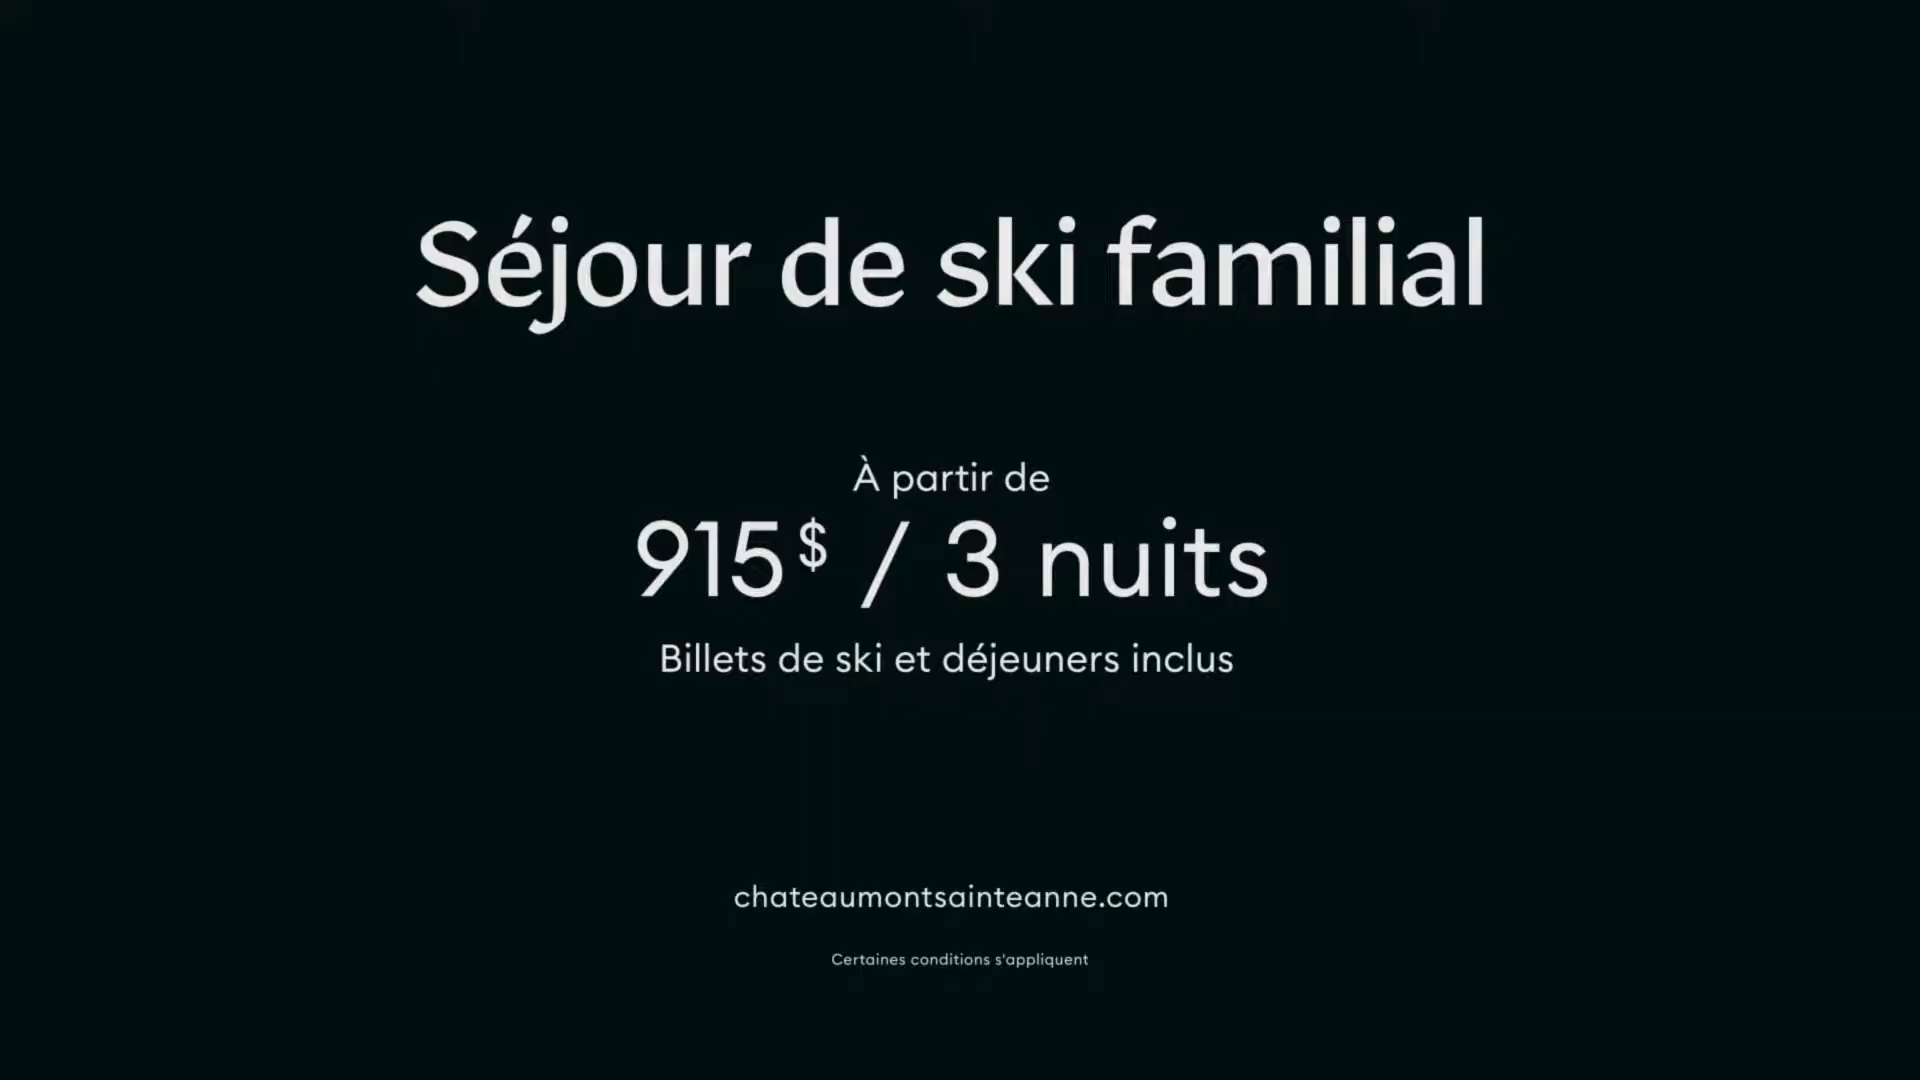 Séjour de ski familial
À partir de
915$ / 3 nuits
Billets de ski et déjeuners inclus
chateaumontsainteanne.com
Certaines conditions s'appliquent